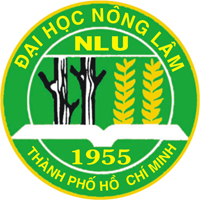 ĐẠI HỌC NÔNG LÂM
NLU
1955
THÀNH PHỐ HỒ CHÍ MINH